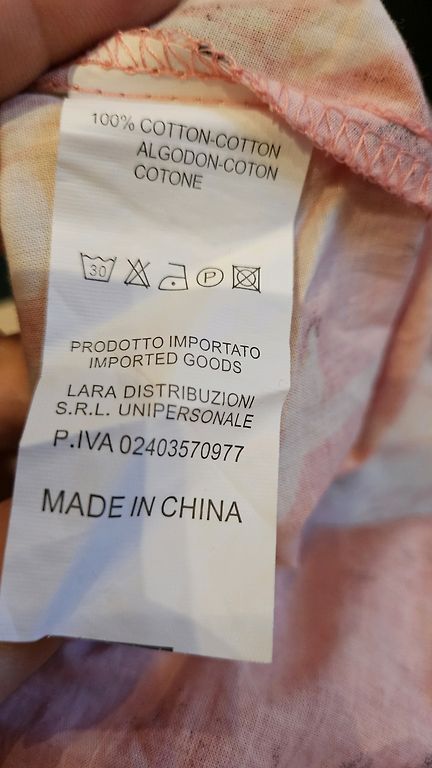 100% COTTON-COTTON
ALGODON-COTON
COTONE
30 P
PRODOTTO IMPORTATO
IMPORTED GOODS
LARA DISTRIBUZIONI
S.R.L. UNIPERSONALE
P.IVA 02403570977
MADE IN CHINA